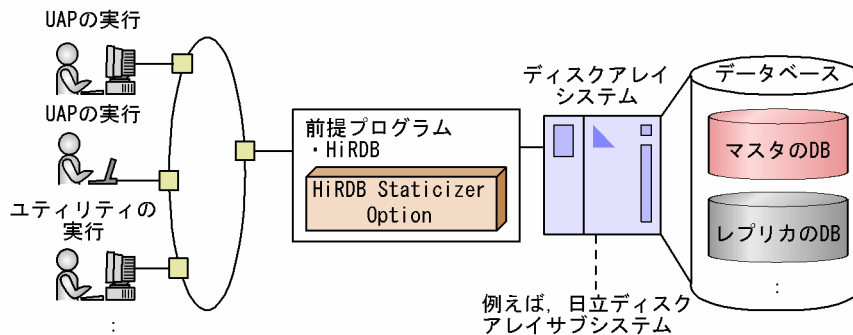 UAPの実行
UAPの実行
ユティリティの
実行
:
前提プログラム
・HiRDB
HiRDB Staticizer
Option
ディスクアレイ
システム
例えば,日立ディスク
アレイサブシステム
データベース
マスタのDB
レプリカのDB
: